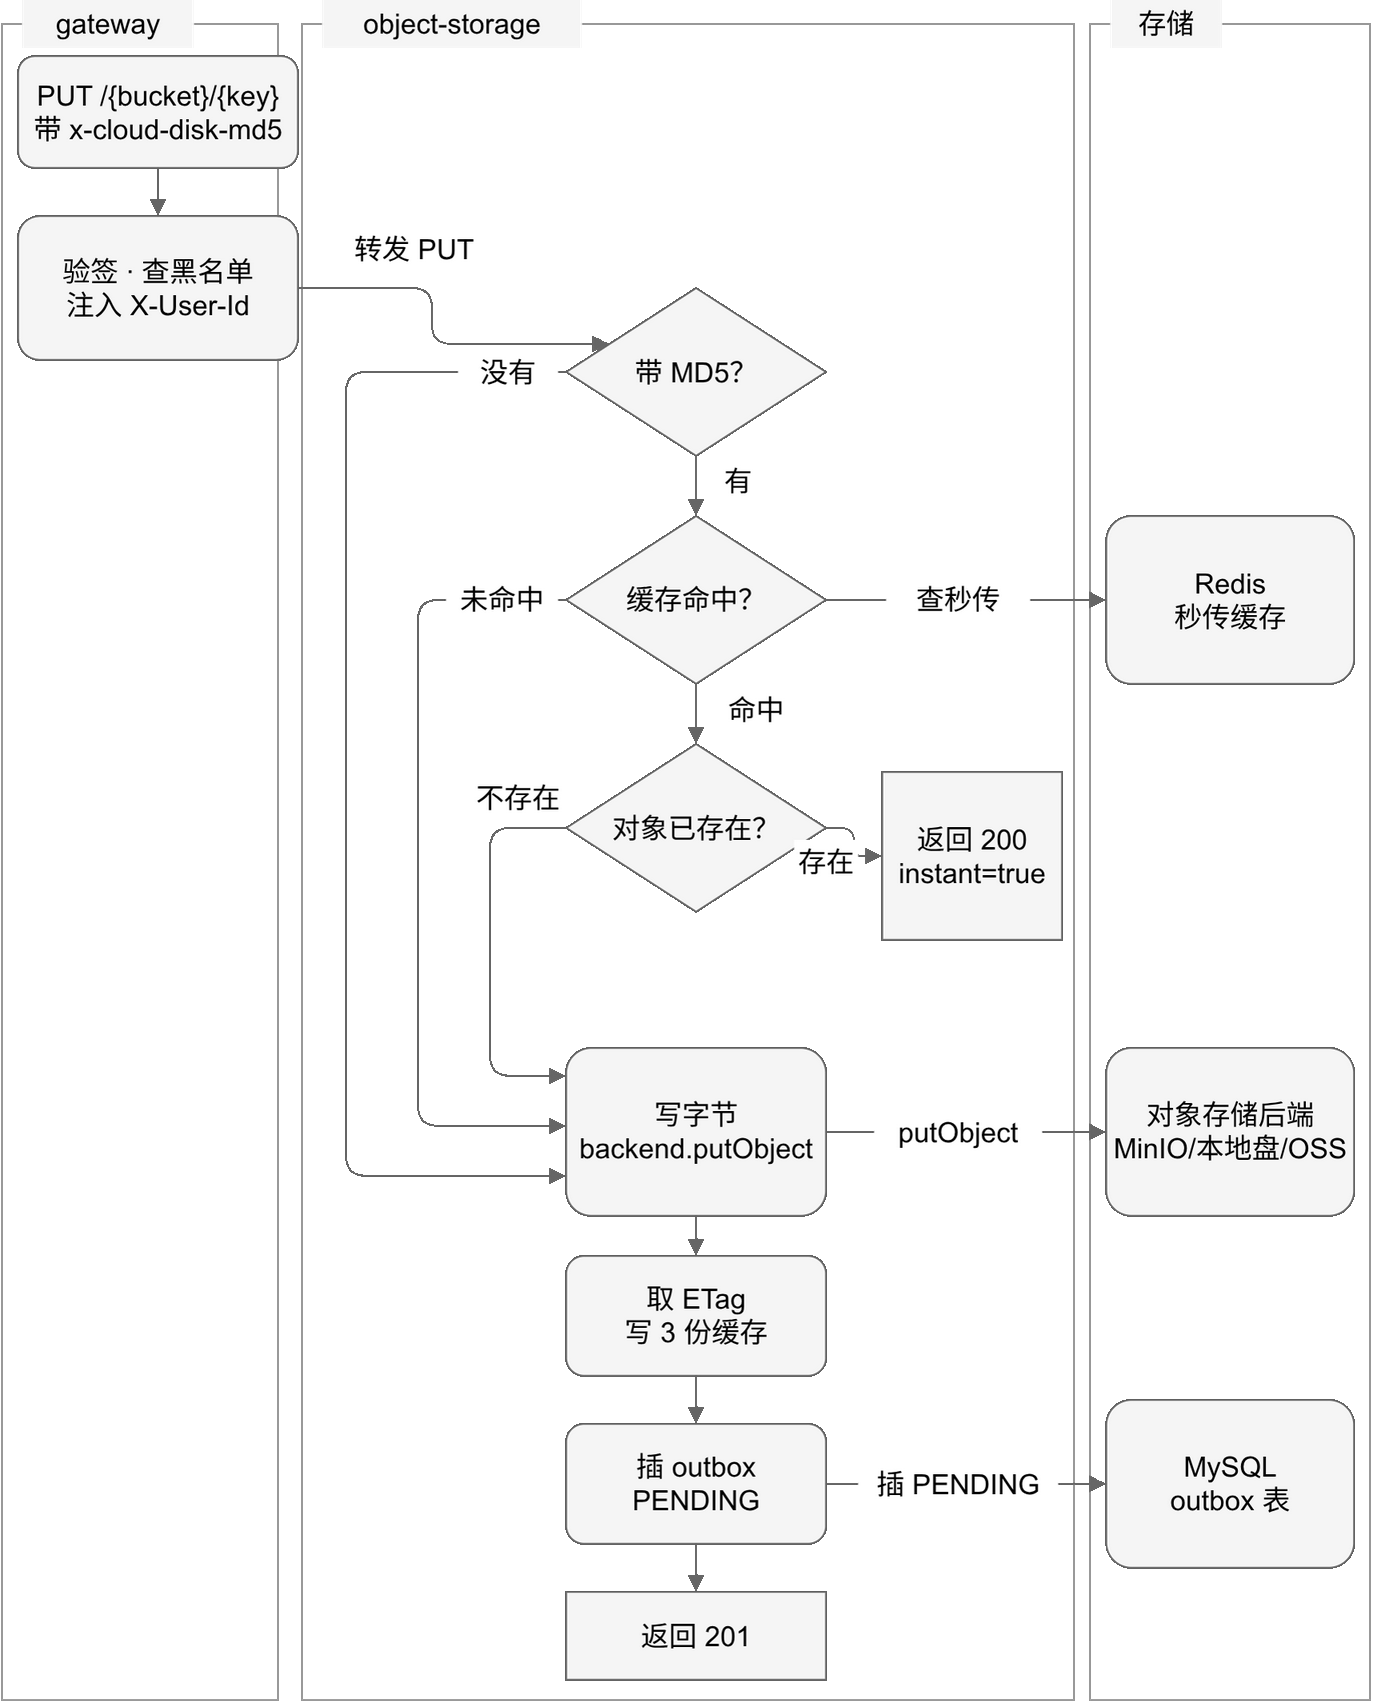 gateway
object-storage
存储
PUT /{bucket}/{key}
带 x-cloud-disk-md5
验签 · 查黑名单
注入 X-User-Id
转发 PUT
没有
带 MD5?
有
未命中
缓存命中?
查秒传
Redis
秒传缓存
命中
不存在
对象已存在?
存在
返回 200
instant=true
写字节
backend.putObject
putObject
对象存储后端
MinIO/本地盘/OSS
取 ETag
写 3 份缓存
插 outbox
PENDING
插 PENDING
MySQL
outbox 表
返回 201